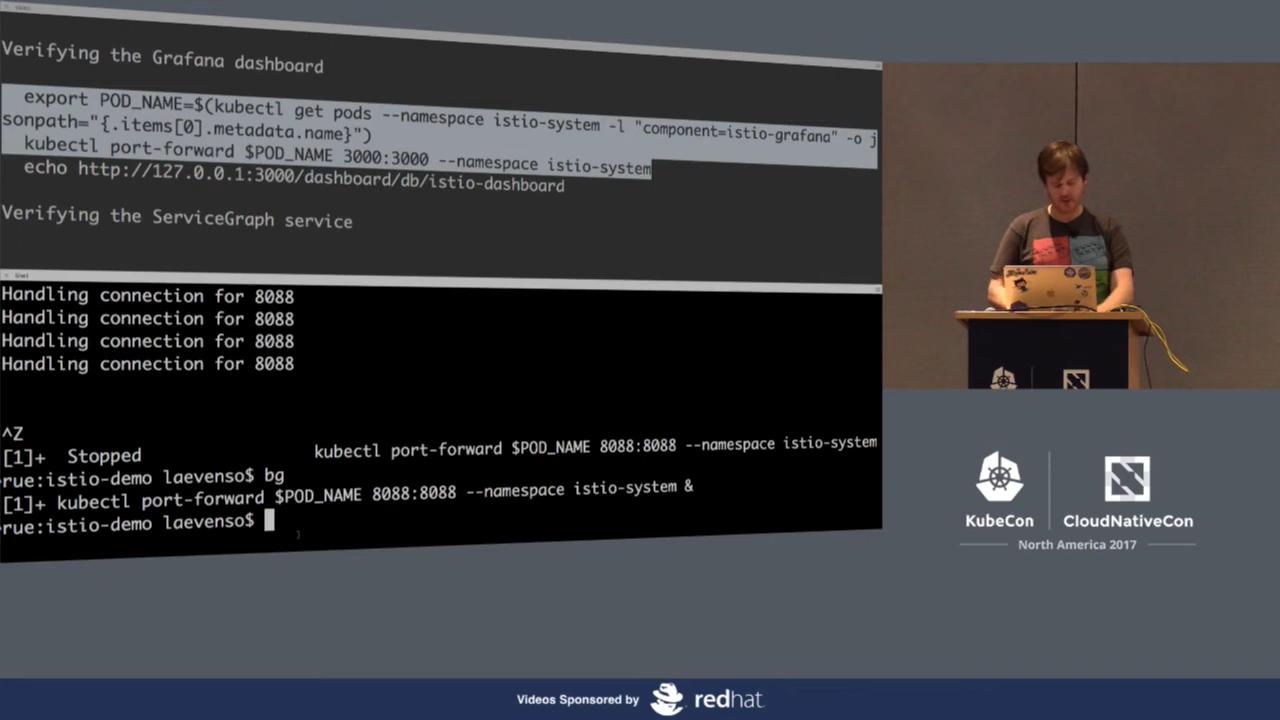 Verifying the Grafana dashboard
export POD_NAME=$(kubectl get pods --namespace istio-system -l "component=istio-grafana" -o j
sonpath="{.items[0].metadata.name}")
kubectl port-forward $POD_NAME 3000:3000 --namespace istio-system
echo http://127.0.0.1:3000/dashboard/db/istio-dashboard
Verifying the ServiceGraph service
Handling connection for 8088
Handling connection for 8088
Handling connection for 8088
Handling connection for 8088
^Z
[1]+  Stopped                 kubectl port-forward $POD_NAME 8088:8088 --namespace istio-system
rue:istio-demo laevenso$ bg
[1]+ kubectl port-forward $POD_NAME 8088:8088 --namespace istio-system &
rue:istio-demo laevenso$
KubeCon
CloudNativeCon
North America 2017
Videos Sponsored by
redhat